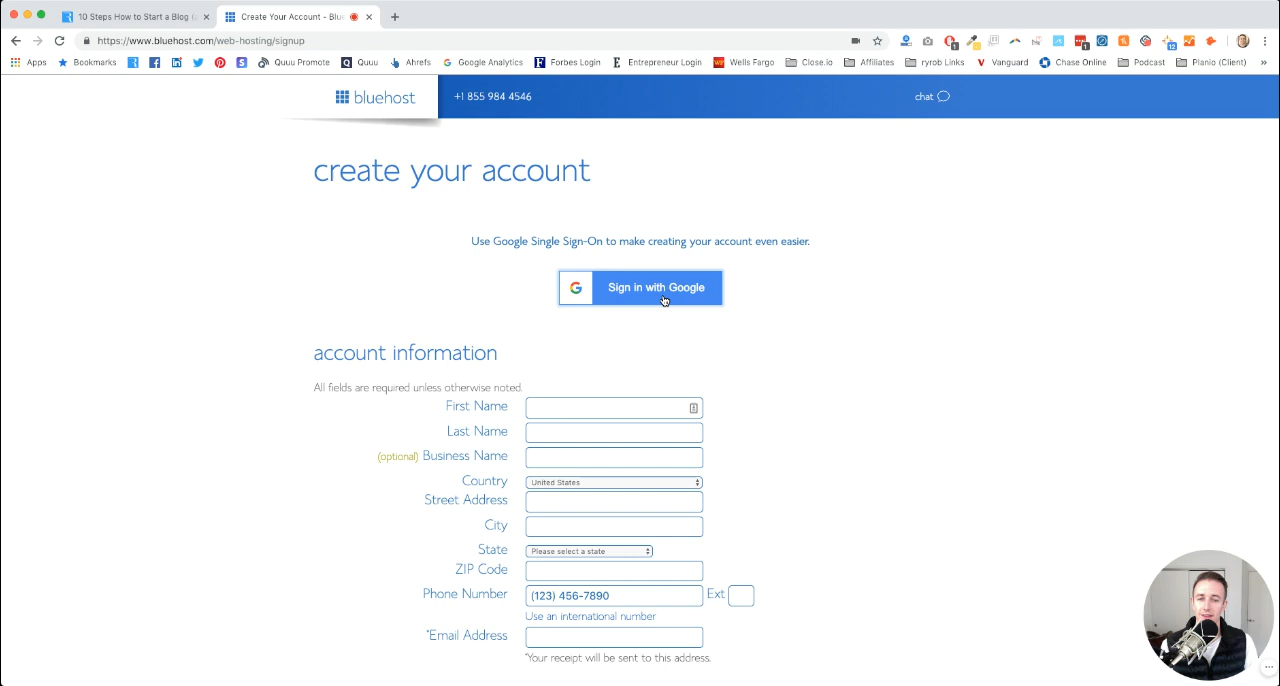 10 Steps How to Start a Blog (a
Create Your Account - Blue
https://www.bluehost.com/web-hosting/signup
1
1
12
Apps
Bookmarks
Quuu Promote
Quuu
Ahrefs
Google Analytics
Forbes Login
Entrepreneur Login
Wells Fargo
Close.io
Affiliates
ryrob Links
Vanguard
Chase Online
Podcast
Planio (Client)
»
bluehost
+1 855 984 4546
chat
create your account
Use Google Single Sign-On to make creating your account even easier.
G Sign in with Google
account information
All fields are required unless otherwise noted.
First Name
Last Name
(optional) Business Name
Country United States
Street Address
City
State Please select a state
ZIP Code
Phone Number (123) 456-7890 Ext
Use an international number
*Email Address
*Your receipt will be sent to this address.